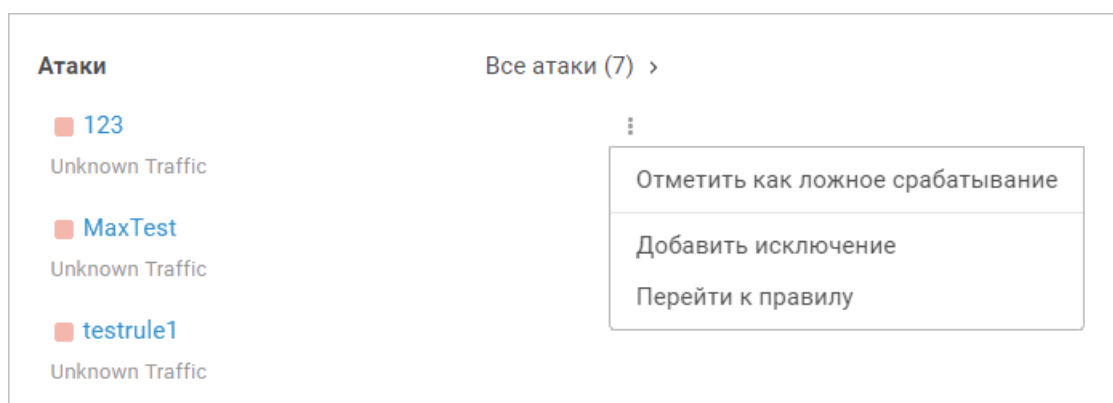 Атаки
Все атаки (7) ›
123
Unknown Traffic
Отметить как ложное срабатывание
MaxTest
Unknown Traffic
Добавить исключение
Перейти к правилу
testrule1
Unknown Traffic